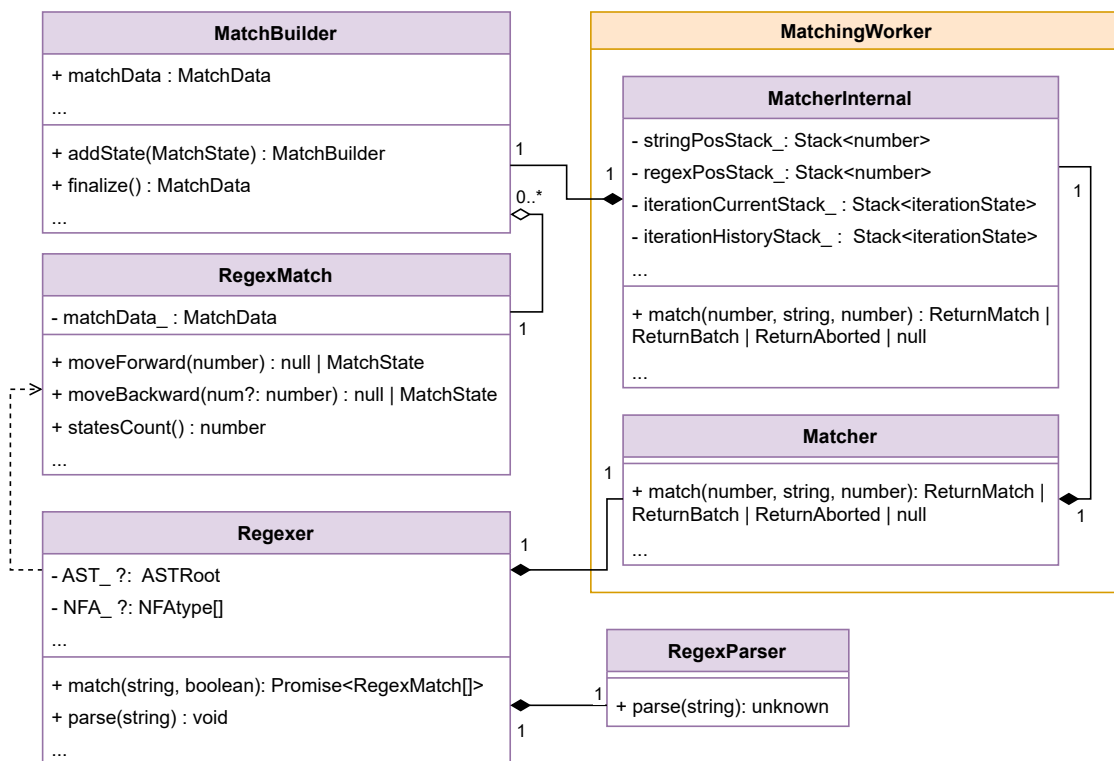 MatchBuilder
+ matchData : MatchData
...
+ addState(MatchState) : MatchBuilder
+ finalize() : MatchData
...
1
0..*
RegexMatch
- matchData_ : MatchData
1
+ moveForward(number) : null | MatchState
+ moveBackward(num?: number) : null | MatchState
+ statesCount() : number
...
Regexer
- AST_ ?: ASTRoot
- NFA_ ?: NFAtype[]
...
+ match(string, boolean): Promise<RegexMatch[]>
+ parse(string) : void
...
1
1
MatchingWorker
MatcherInternal
- stringPosStack_: Stack<number>
- regexPosStack_: Stack<number>
- iterationCurrentStack_ : Stack<iterationState>
- iterationHistoryStack_ : Stack<iterationState>
...
+ match(number, string, number) : ReturnMatch |
ReturnBatch | ReturnAborted | null
...
1
1
Matcher
+ match(number, string, number): ReturnMatch |
ReturnBatch | ReturnAborted | null
...
1
1
RegexParser
+ parse(string): unknown
1